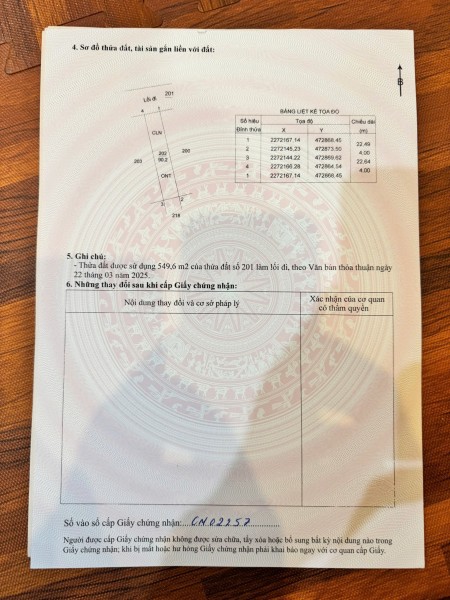 4. Sơ đồ thửa đất, tài sản gắn liền với đất:
B
Lối đi 201
4 1
CLN
203 202 265
90.2
ONT
3 2
218
BẢNG LIỆT KÊ TỌA ĐỘ
Số hiệu Đỉnh thửa Tọa độ Chiều dài (m)
X Y
1 2272167.14 472868.45
22.49
2 2272145.23 472873.50
4.00
3 2272144.22 472869.62
22.64
4 2272166.26 472864.54
4.00
1 2272167.14 472868.45
5. Ghi chú:
- Thửa đất được sử dụng 549,6 m2 của thửa đất số 201 làm lối đi, theo Văn bản thỏa thuận ngày
22 tháng 03 năm 2025.
6. Những thay đổi sau khi cấp Giấy chứng nhận:
Nội dung thay đổi và cơ sở pháp lý
Xác nhận của cơ quan
có thẩm quyền
Số vào sổ cấp Giấy chứng nhận: CN 02257
Người được cấp Giấy chứng nhận không được sửa chữa, tẩy xóa hoặc bổ sung bất kỳ nội dung nào trong
Giấy chứng nhận; khi bị mất hoặc hư hỏng Giấy chứng nhận phải khai báo ngay với cơ quan cấp Giấy.